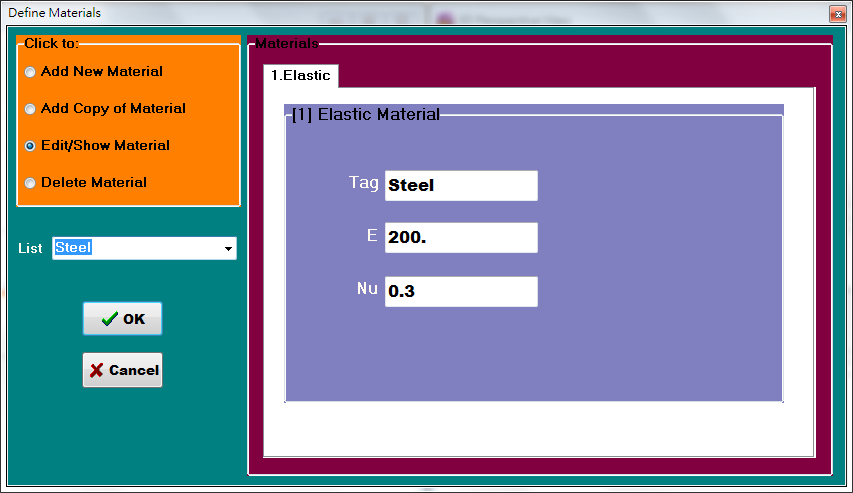 Define Materials
Click to:
Add New Material
Add Copy of Material
Edit/Show Material
Delete Material
List Steel
OK
Cancel
Materials
1.Elastic
[1] Elastic Material
Tag Steel
E 200.
Nu 0.3